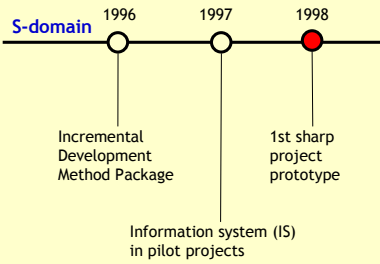 1996 1997 1998
S-domain
Incremental
Development
Method Package
1st sharp
project
prototype
Information system (IS)
in pilot projects